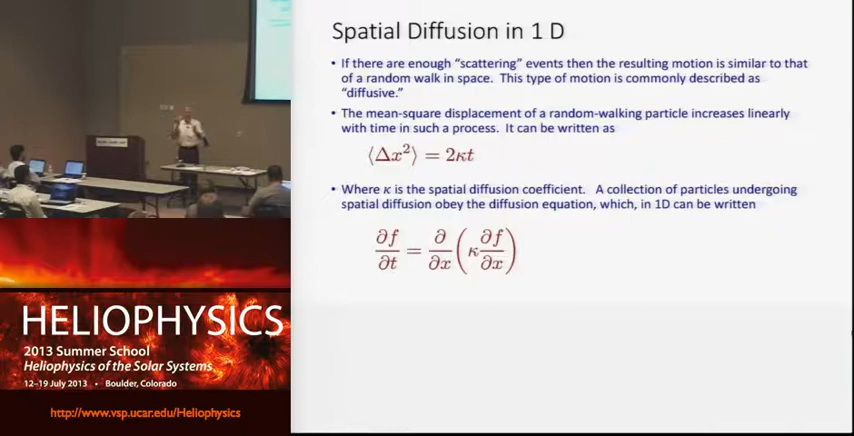 Spatial Diffusion in 1 D
• If there are enough “scattering” events then the resulting motion is similar to that
of a random walk in space. This type of motion is commonly described as
“diffusive.”
• The mean-square displacement of a random-walking particle increases linearly
with time in such a process. It can be written as
⟨Δx²⟩ = 2κt
• Where κ is the spatial diffusion coefficient. A collection of particles undergoing
spatial diffusion obey the diffusion equation, which, in 1D can be written
∂f/∂t = ∂/∂x (κ ∂f/∂x)
HELIOPHYSICS
2013 Summer School
Heliophysics of the Solar Systems
12–19 July 2013 • Boulder, Colorado
http://www.vsp.ucar.edu/Heliophysics